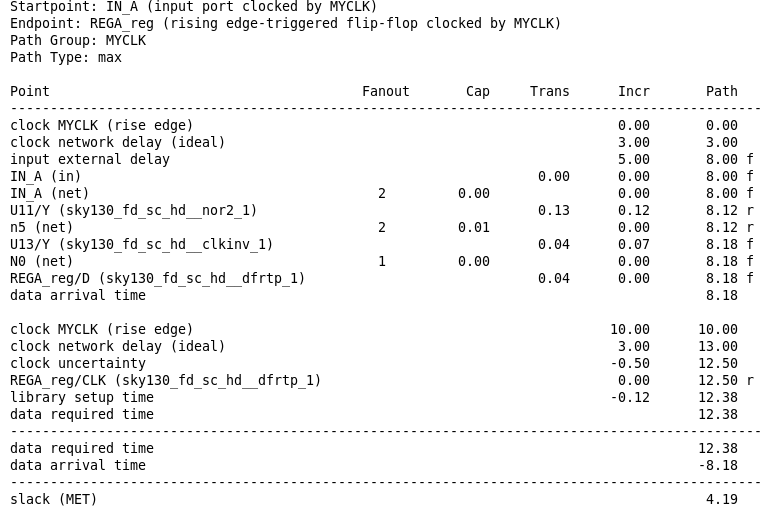 Startpoint: IN_A (input port clocked by MYCLK)
Endpoint: REGA_reg (rising edge-triggered flip-flop clocked by MYCLK)
Path Group: MYCLK
Path Type: max
Point Fanout Cap Trans Incr Path
-----------------------------------------------------------------------------------------------
clock MYCLK (rise edge) 0.00 0.00
clock network delay (ideal) 3.00 3.00
input external delay 5.00 8.00 f
IN_A (in) 0.00 0.00 8.00 f
IN_A (net) 2 0.00 0.00 8.00 f
U11/Y (sky130_fd_sc_hd__nor2_1) 0.13 0.12 8.12 r
n5 (net) 2 0.01 0.00 8.12 r
U13/Y (sky130_fd_sc_hd__clkinv_1) 0.04 0.07 8.18 f
N0 (net) 1 0.00 0.00 8.18 f
REGA_reg/D (sky130_fd_sc_hd__dfrtp_1) 0.04 0.00 8.18 f
data arrival time 8.18
clock MYCLK (rise edge) 10.00 10.00
clock network delay (ideal) 3.00 13.00
clock uncertainty -0.50 12.50
REGA_reg/CLK (sky130_fd_sc_hd__dfrtp_1) 0.00 12.50 r
library setup time -0.12 12.38
data required time 12.38
-----------------------------------------------------------------------------------------------
data required time 12.38
data arrival time -8.18
-----------------------------------------------------------------------------------------------
slack (MET) 4.19